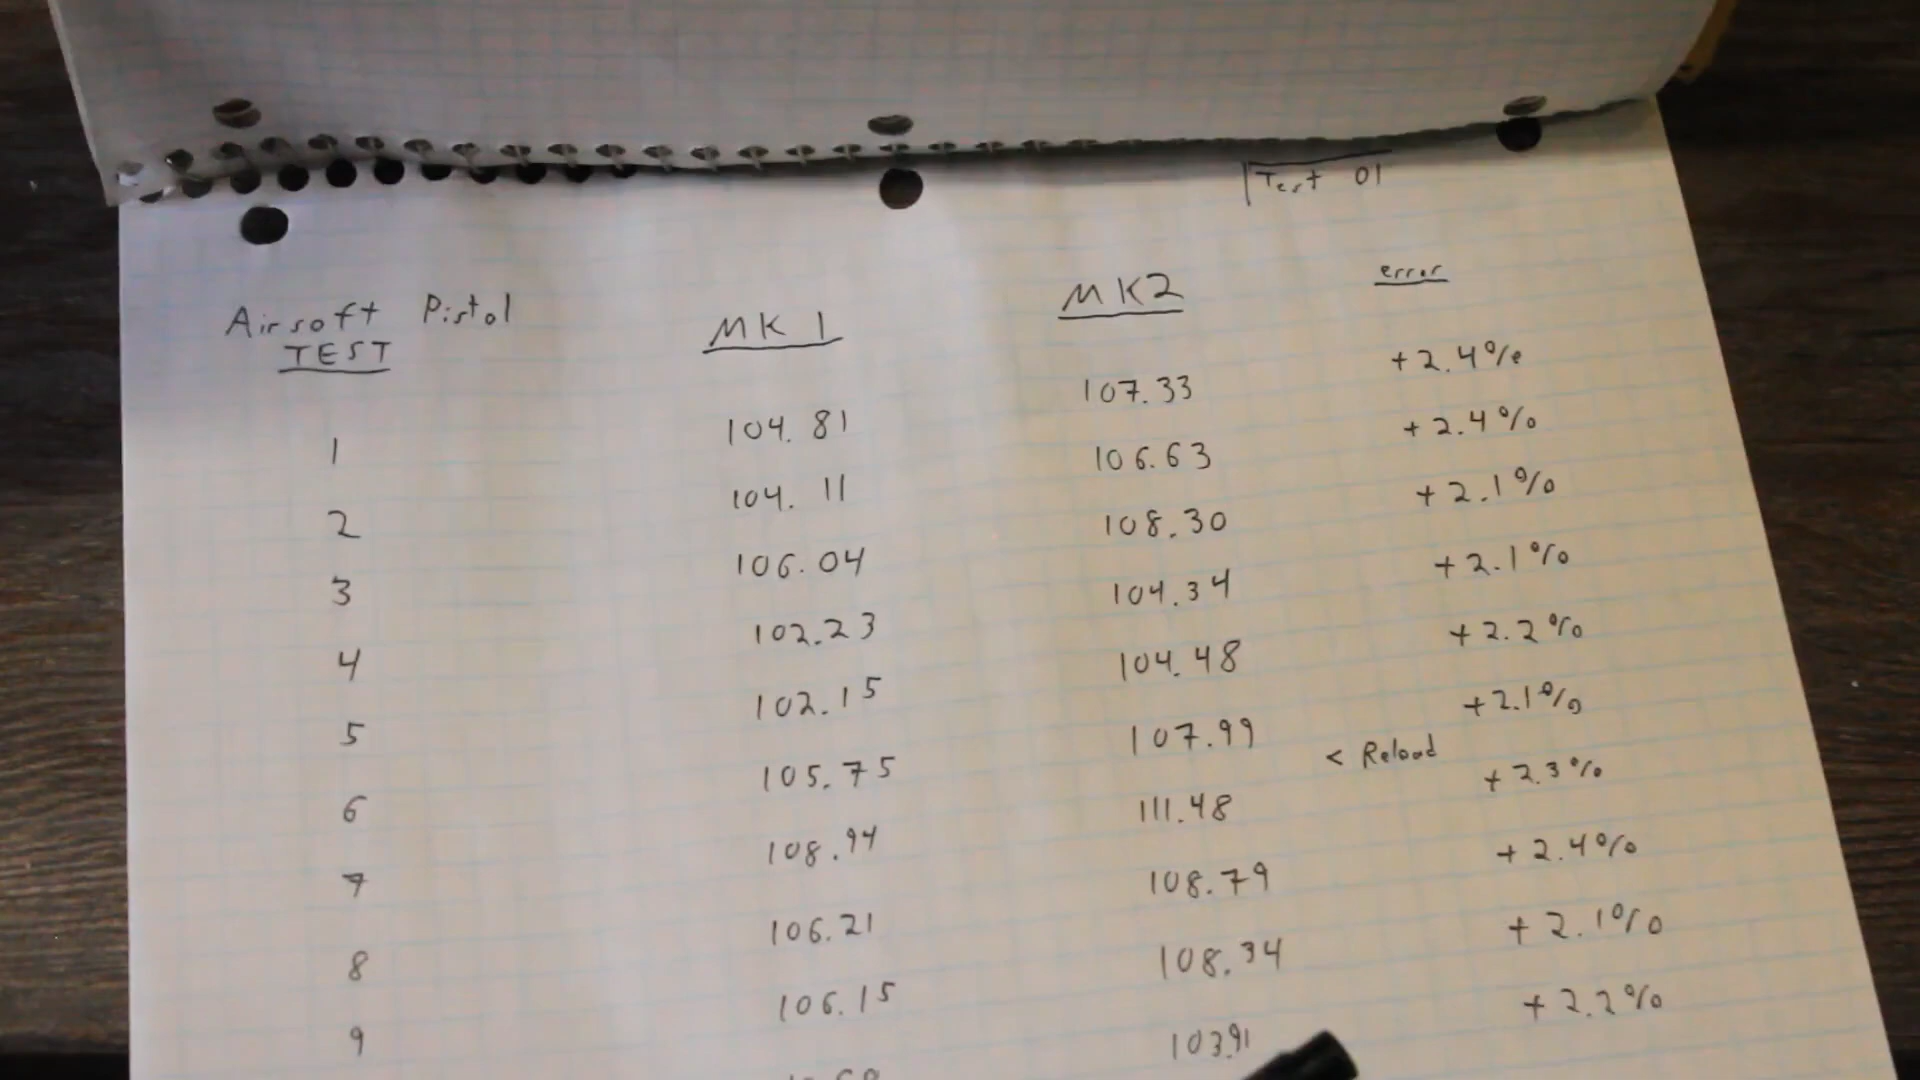 Test 01
Airsoft Pistol TEST MK 1 MK2 error
1 104.81 107.33 +2.4%
2 104.11 106.63 +2.4%
3 106.04 108.30 +2.1%
4 102.23 104.34 +2.1%
5 102.15 104.48 +2.2%
6 105.75 107.99 +2.1%
< Reload
7 108.94 111.48 +2.3%
8 106.21 108.79 +2.4%
9 106.15 108.34 +2.1%
103.91 +2.2%